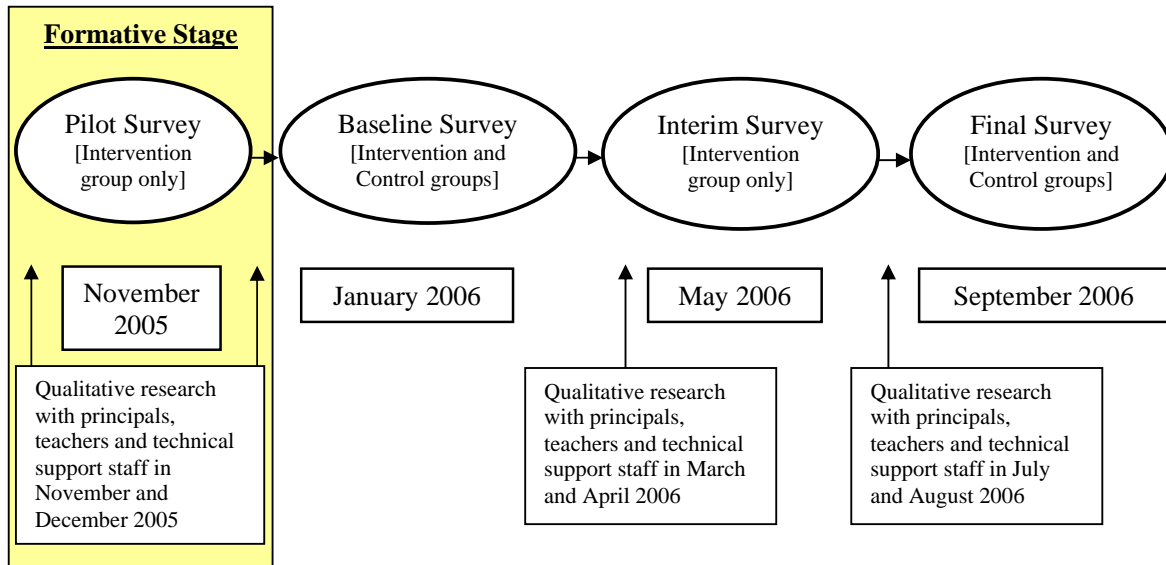 Formative Stage
Pilot Survey
[Intervention
group only]
Baseline Survey
[Intervention and
Control groups]
Interim Survey
[Intervention
group only]
Final Survey
[Intervention and
Control groups]
November
2005
January 2006
May 2006
September 2006
Qualitative research
with principals,
teachers and technical
support staff in
November and
December 2005
Qualitative research
with principals,
teachers and technical
support staff in March
and April 2006
Qualitative research
with principals,
teachers and technical
support staff in July
and August 2006